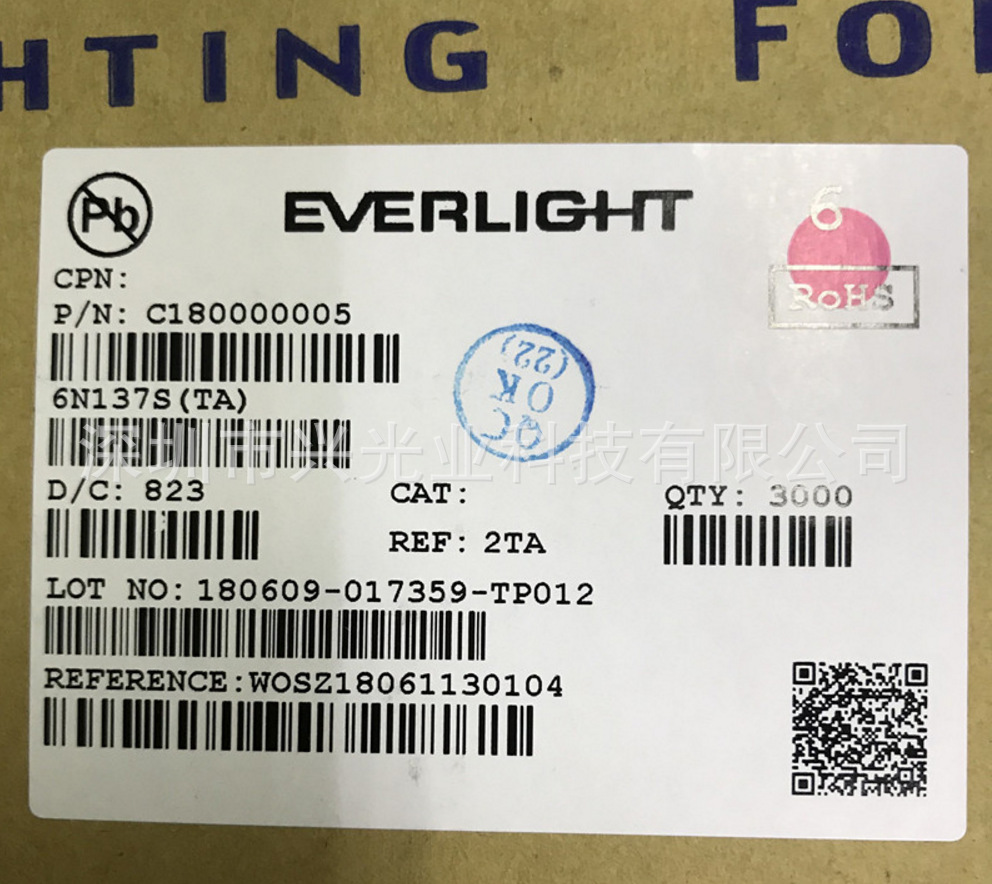 HTING FO
Pb
EVERLIGHT
6
RoHS
CPN:
P/N: C180000005
6N137S(TA)
QC
OK
(22)
深圳市兴光业科技有限公司
D/C: 823
CAT:
QTY: 3000
REF: 2TA
LOT NO: 180609-017359-TP012
REFERENCE:WOSZ18061130104